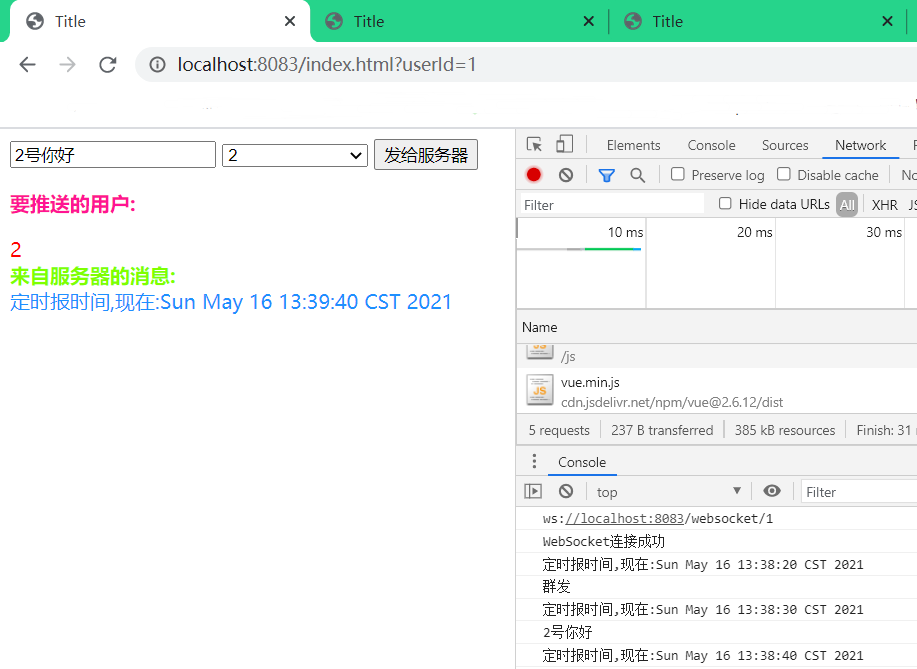 Title
Title
Title
localhost:8083/index.html?userId=1
2号你好
2
发给服务器
要推送的用户:
2
来自服务器的消息:
定时报时间,现在:Sun May 16 13:39:40 CST 2021
Elements
Console
Sources
Network
Preserve log
Disable cache
No
Filter
Hide data URLs
All
XHR
JS
10 ms
20 ms
30 ms
Name
/js
vue.min.js
cdn.jsdelivr.net/npm/vue@2.6.12/dist
5 requests
237 B transferred
385 kB resources
Finish: 31
Console
top
Filter
ws://localhost:8083/websocket/1
WebSocket连接成功
定时报时间,现在:Sun May 16 13:38:20 CST 2021
群发
定时报时间,现在:Sun May 16 13:38:30 CST 2021
2号你好
定时报时间,现在:Sun May 16 13:38:40 CST 2021